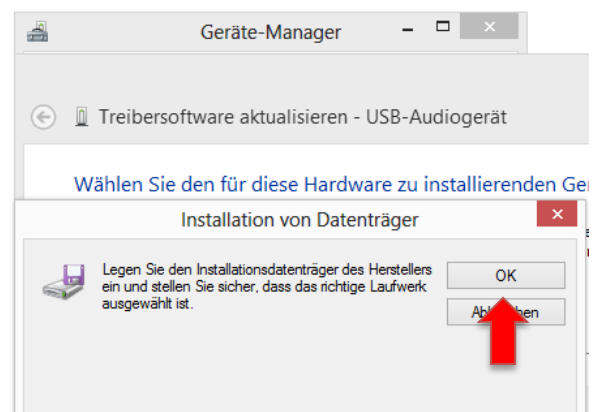 Geräte-Manager
Treibersoftware aktualisieren - USB-Audiogerät
Wählen Sie den für diese Hardware zu installierenden
Installation von Datenträger
Legen Sie den Installationsdatenträger des Herstellers
ein und stellen Sie sicher, dass das richtige Laufwerk
ausgewählt ist.
OK